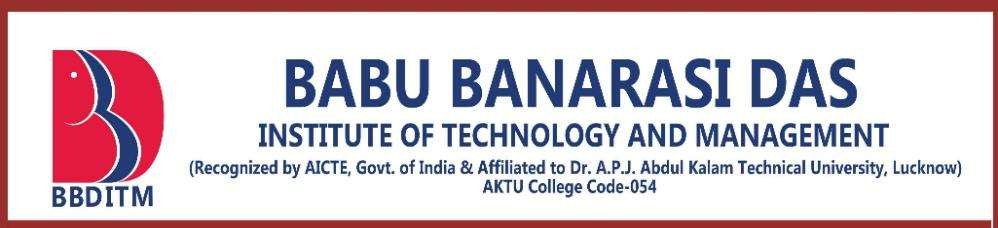 BABU BANARASI DAS
INSTITUTE OF TECHNOLOGY AND MANAGEMENT
(Recognized by AICTE, Govt. of India & Affiliated to Dr. A.P.J. Abdul Kalam Technical University, Lucknow)
AKTU College Code-054
BBDITM